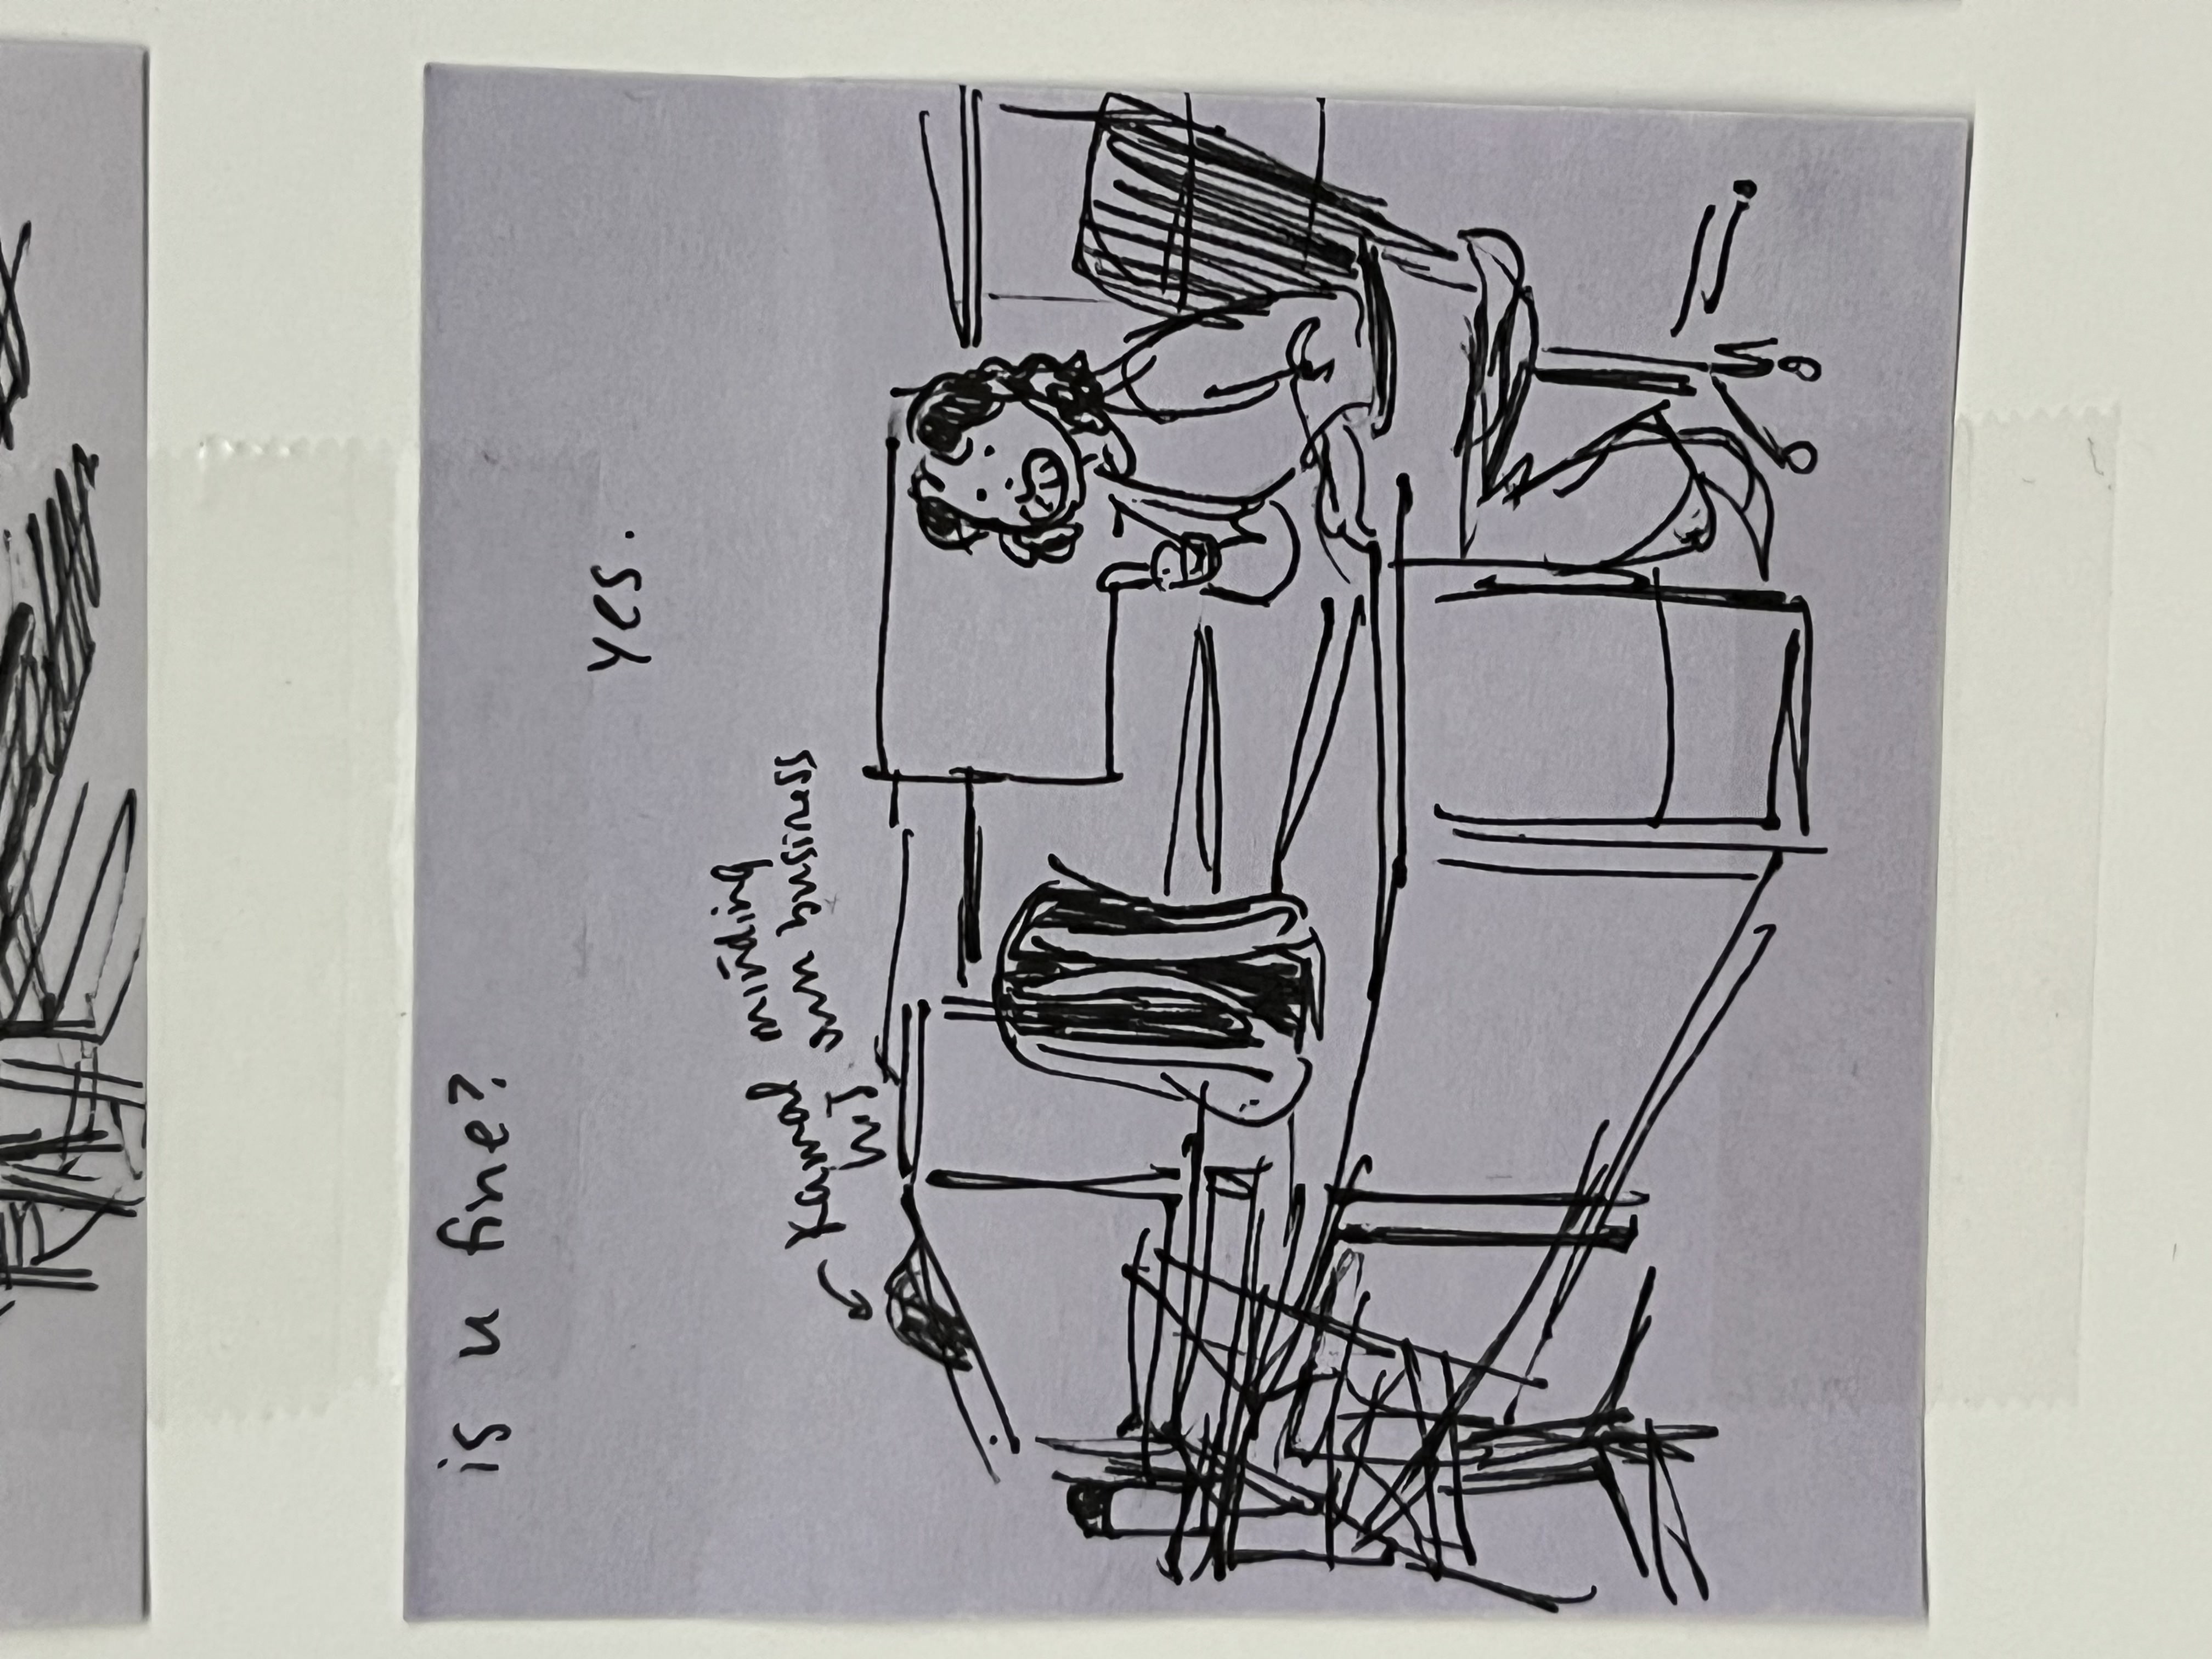 is u fine?
yes.
Kamal minding
his own business